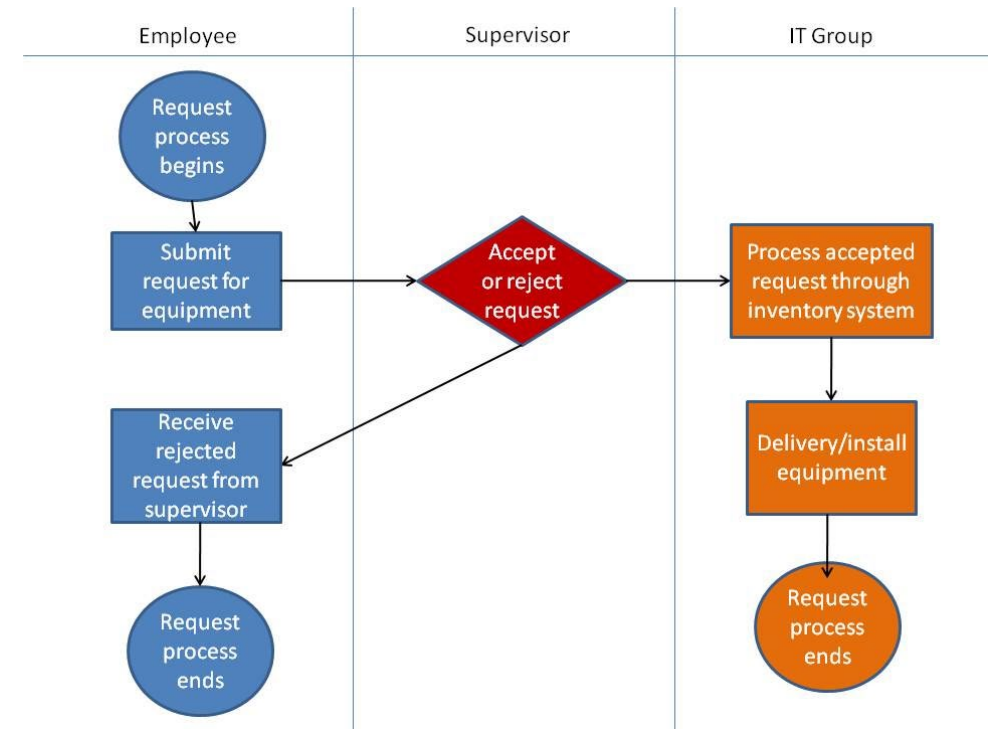 Employee
Supervisor
IT Group
Request
process
begins
Submit
request for
equipment
Accept
or reject
request
Process accepted
request through
inventory system
Receive
rejected
request from
supervisor
Delivery/install
equipment
Request
process
ends
Request
process
ends